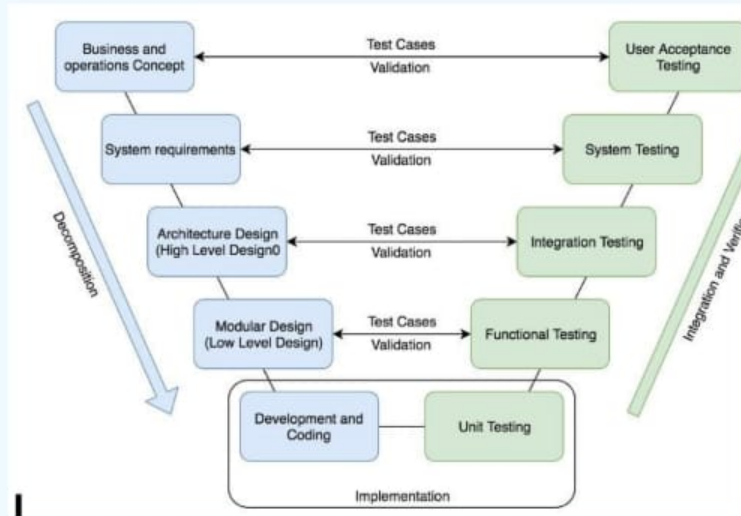 Business and
operations Concept
Test Cases
Validation
User Acceptance
Testing
System requirements
Test Cases
Validation
System Testing
Architecture Design
(High Level Design0
Test Cases
Validation
Integration Testing
Modular Design
(Low Level Design)
Test Cases
Validation
Functional Testing
Development and
Coding
Unit Testing
Implementation
Decomposition
Integration and